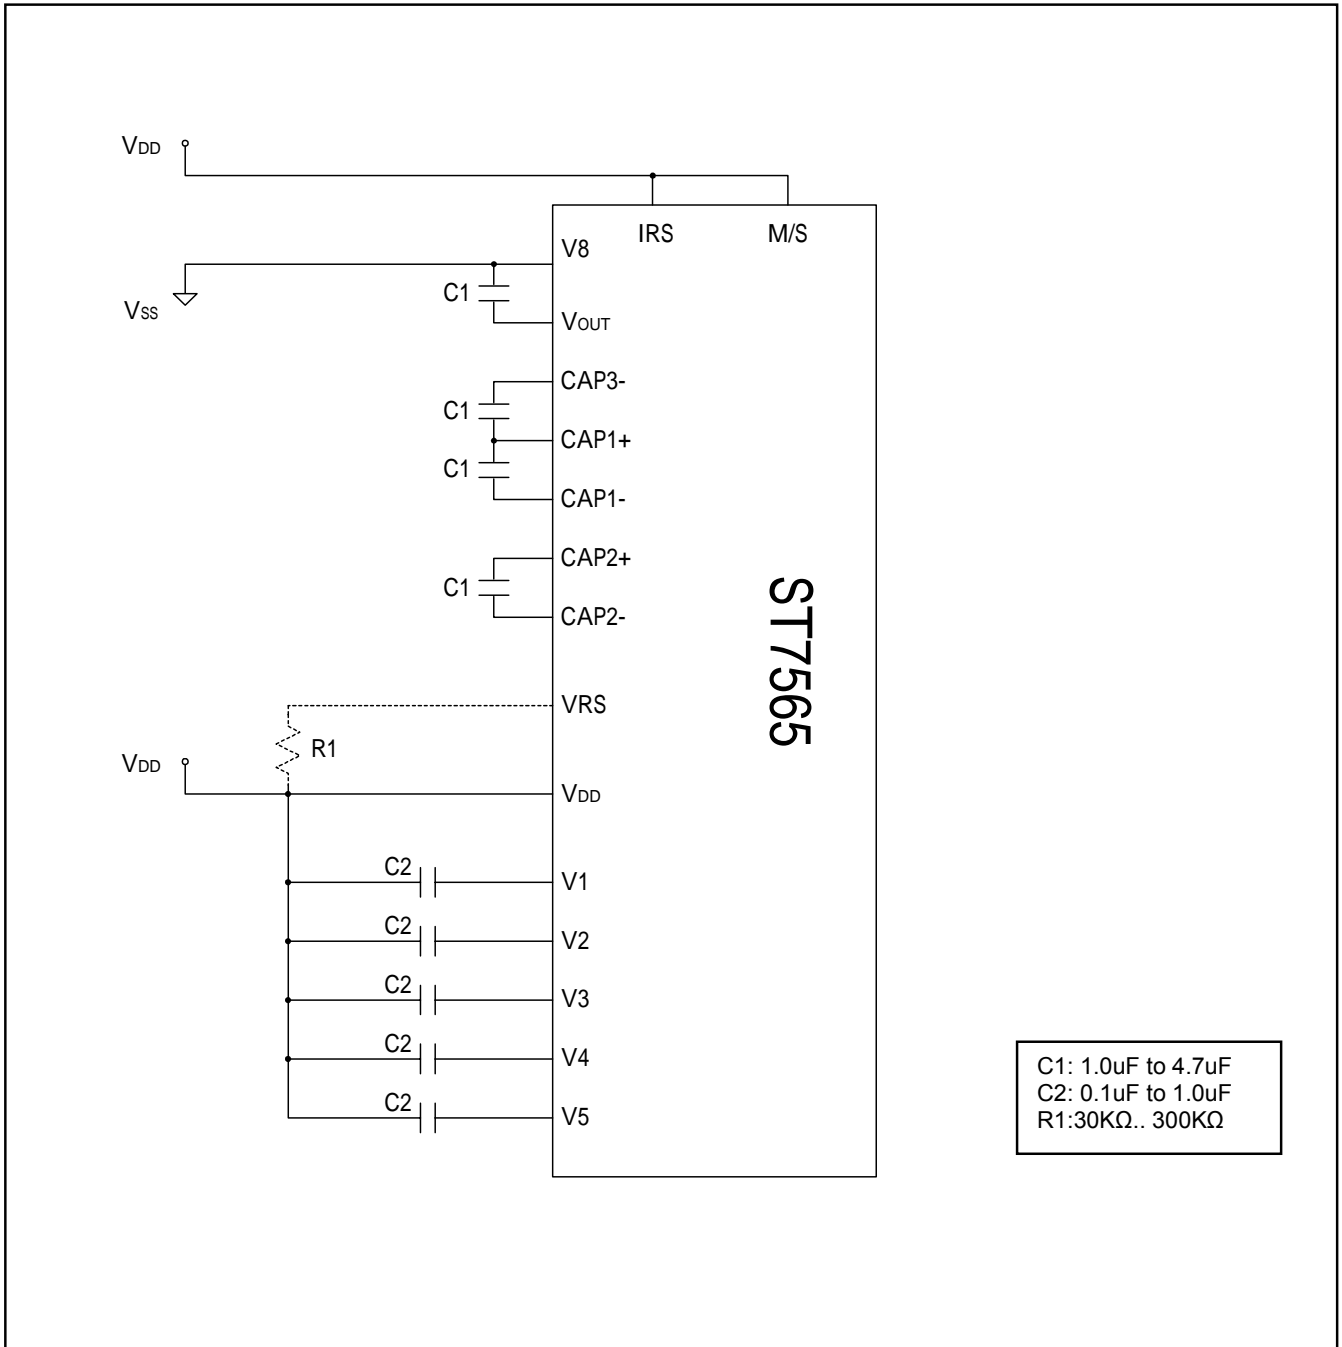 VDD
IRS M/S
V8
C1
VSS
VOUT
CAP3-
C1
CAP1+
C1
CAP1-
CAP2+
C1
CAP2-
ST7565
VRS
R1
VDD
VDD
C2
V1
C2
V2
C2
V3
C2
V4
C2
V5
C1: 1.0uF to 4.7uF
C2: 0.1uF to 1.0uF
R1:30KΩ.. 300KΩ